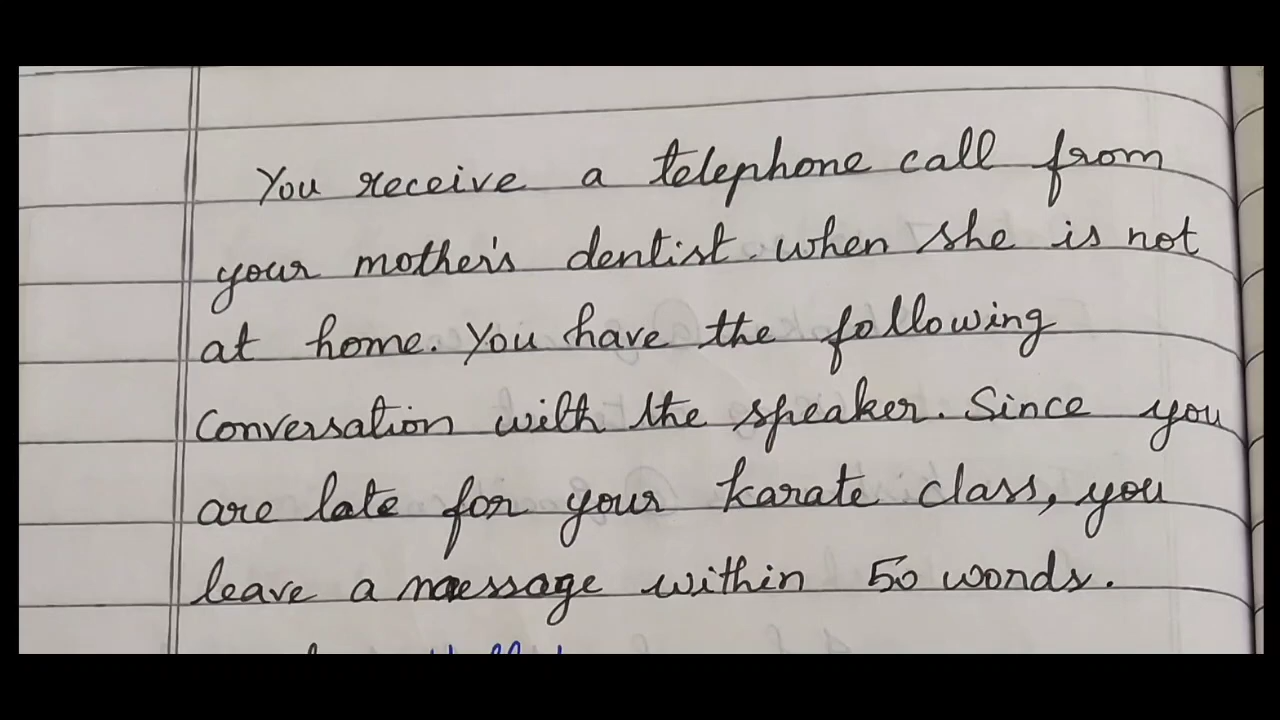 You receive a telephone call from
your mother's dentist when she is not
at home. You have the following
Conversation with the speaker. Since you
are late for your karate class, you
leave a message within 50 words.